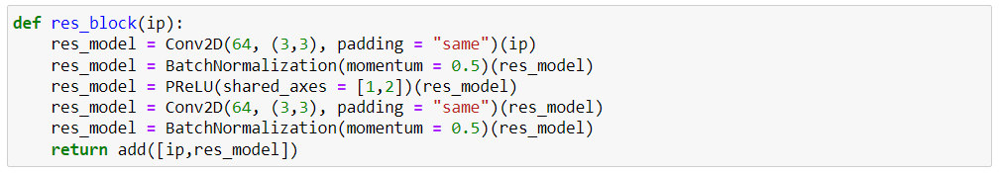 def res_block(ip):
    res_model = Conv2D(64, (3,3), padding = "same")(ip)
    res_model = BatchNormalization(momentum = 0.5)(res_model)
    res_model = PReLU(shared_axes = [1,2])(res_model)
    res_model = Conv2D(64, (3,3), padding = "same")(res_model)
    res_model = BatchNormalization(momentum = 0.5)(res_model)
    return add([ip,res_model])